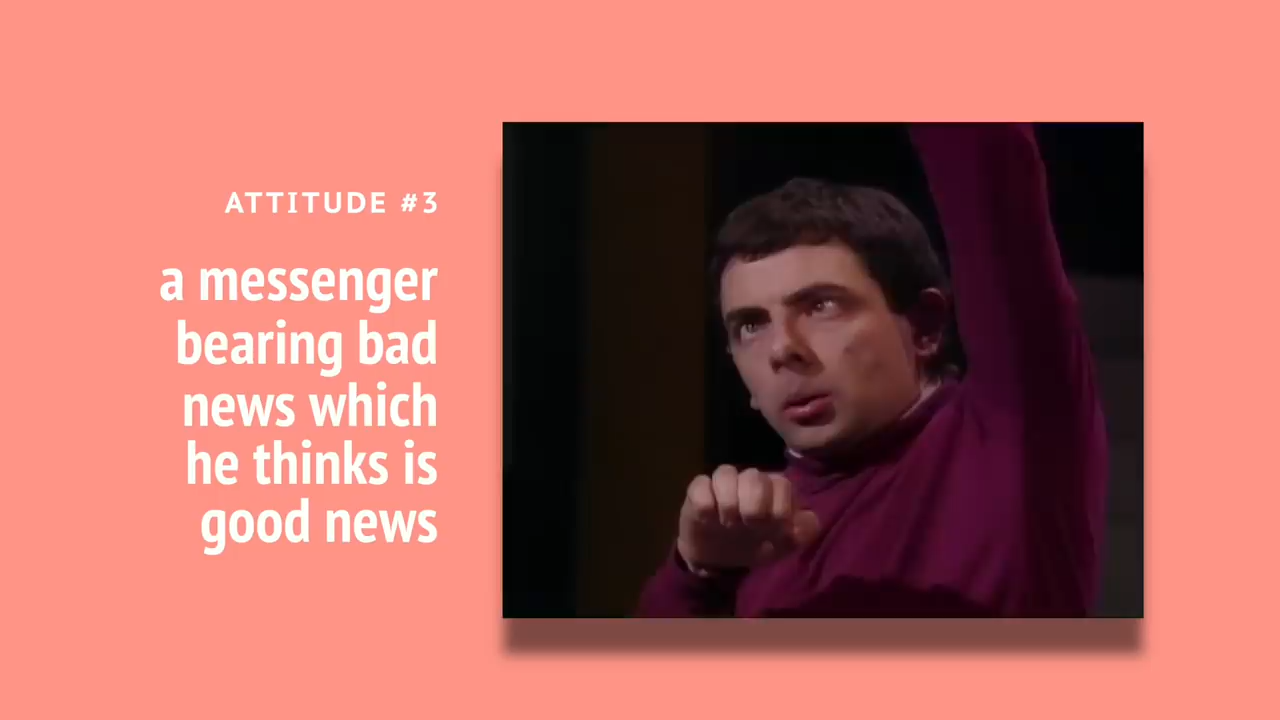 ATTITUDE #3
a messenger
bearing bad
news which
he thinks is
good news